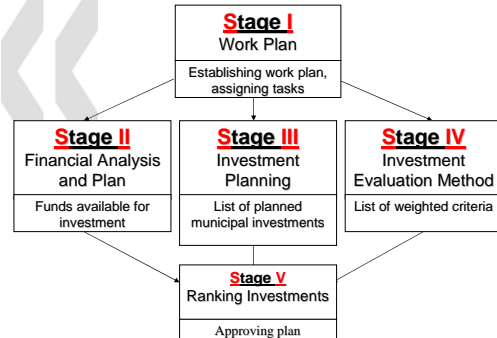 Stage I
Work Plan
Establishing work plan,
assigning tasks
Stage II
Financial Analysis
and Plan
Funds available for
investment
Stage III
Investment
Planning
List of planned
municipal investments
Stage IV
Investment
Evaluation Method
List of weighted criteria
Stage V
Ranking Investments
Approving plan